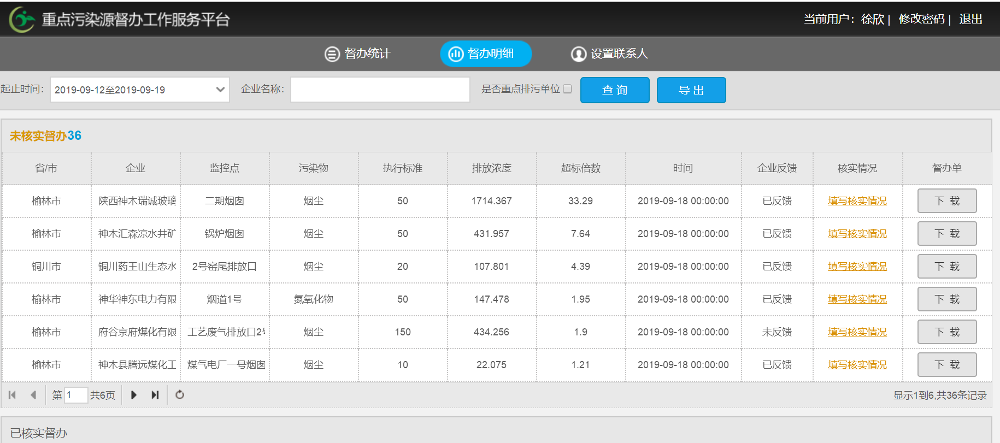 重点污染源督办工作服务平台
当前用户：徐欣 | 修改密码 | 退出
督办统计 督办明细 设置联系人
起止时间： 2019-09-12至2019-09-19 企业名称： 是否重点排污单位 查 询 导 出
未核实督办36
省/市 企业 监控点 污染物 执行标准 排放浓度 超标倍数 时间 企业反馈 核实情况 督办单
榆林市 陕西神木瑞诚玻璃 二期烟囱 烟尘 50 1714.367 33.29 2019-09-18 00:00:00 已反馈 填写核实情况 下 载
榆林市 神木汇森凉水井矿 锅炉烟囱 烟尘 50 431.957 7.64 2019-09-18 00:00:00 已反馈 填写核实情况 下 载
铜川市 铜川药王山生态水 2号窑尾排放口 烟尘 20 107.801 4.39 2019-09-18 00:00:00 已反馈 填写核实情况 下 载
榆林市 神华神东电力有限 烟道1号 氮氧化物 50 147.478 1.95 2019-09-18 00:00:00 已反馈 填写核实情况 下 载
榆林市 府谷京府煤化有限 工艺废气排放口2号 烟尘 150 434.256 1.9 2019-09-18 00:00:00 未反馈 填写核实情况 下 载
榆林市 神木县腾远煤化工 煤气电厂一号烟囱 烟尘 10 22.075 1.21 2019-09-18 00:00:00 已反馈 填写核实情况 下 载
第 1 共6页 显示1到6,共36条记录
已核实督办